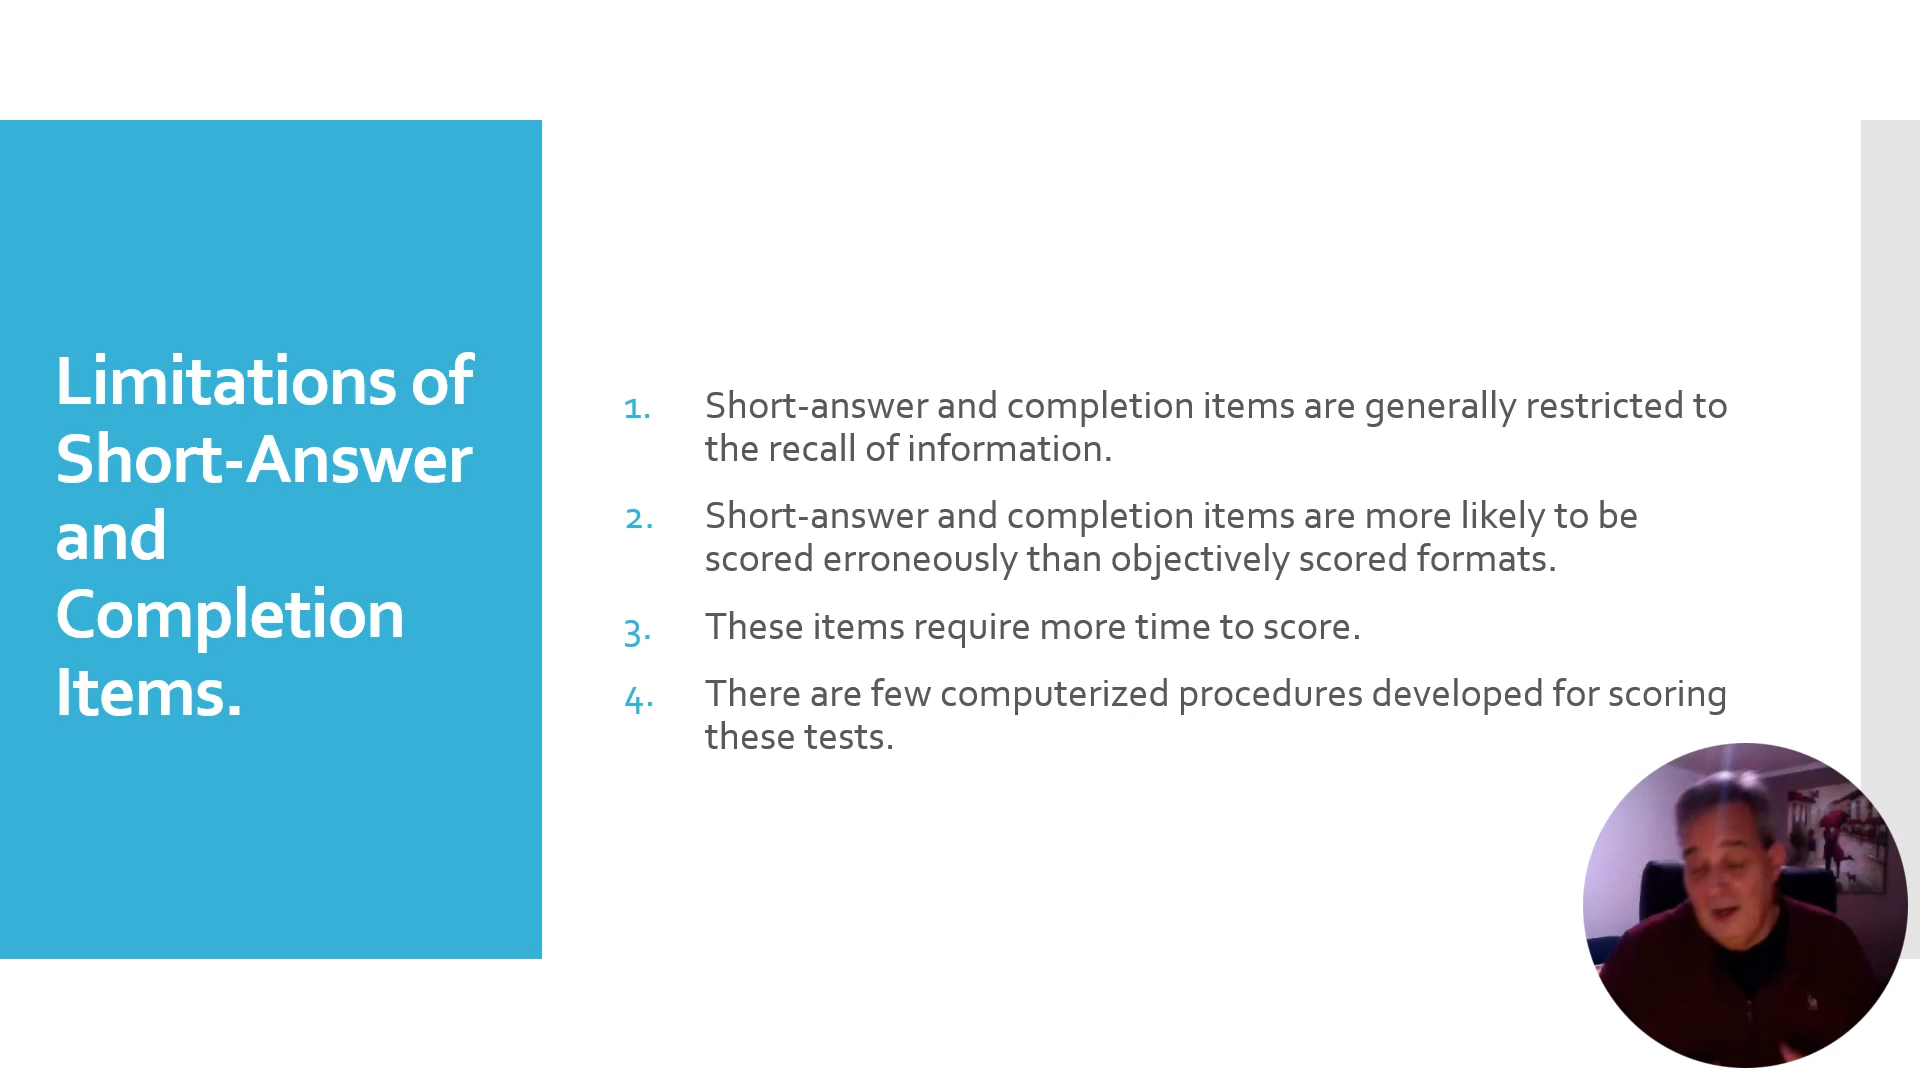 Limitations of
Short-Answer
and
Completion
Items.
1. Short-answer and completion items are generally restricted to
the recall of information.
2. Short-answer and completion items are more likely to be
scored erroneously than objectively scored formats.
3. These items require more time to score.
4. There are few computerized procedures developed for scoring
these tests.